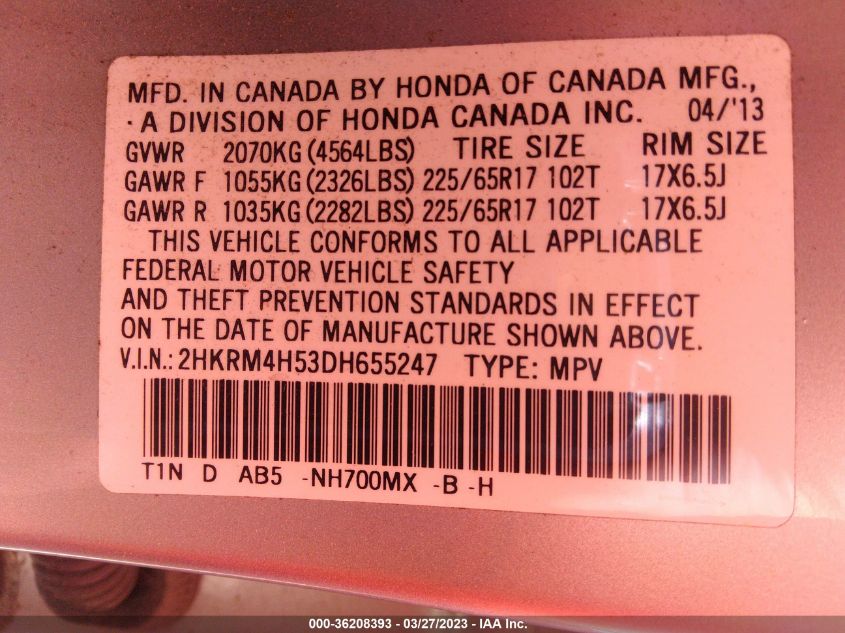 MFD. IN CANADA BY HONDA OF CANADA MFG.,
A DIVISION OF HONDA CANADA INC. 04/'13
GVWR 2070KG (4564LBS) TIRE SIZE RIM SIZE
GAWR F 1055KG (2326LBS) 225/65R17 102T 17X6.5J
GAWR R 1035KG (2282LBS) 225/65R17 102T 17X6.5J
THIS VEHICLE CONFORMS TO ALL APPLICABLE
FEDERAL MOTOR VEHICLE SAFETY
AND THEFT PREVENTION STANDARDS IN EFFECT
ON THE DATE OF MANUFACTURE SHOWN ABOVE.
V.I.N.: 2HKRM4H53DH655247 TYPE: MPV
T1N D AB5 -NH700MX -B -H
000-36208393 - 03/27/2023 - IAA Inc.